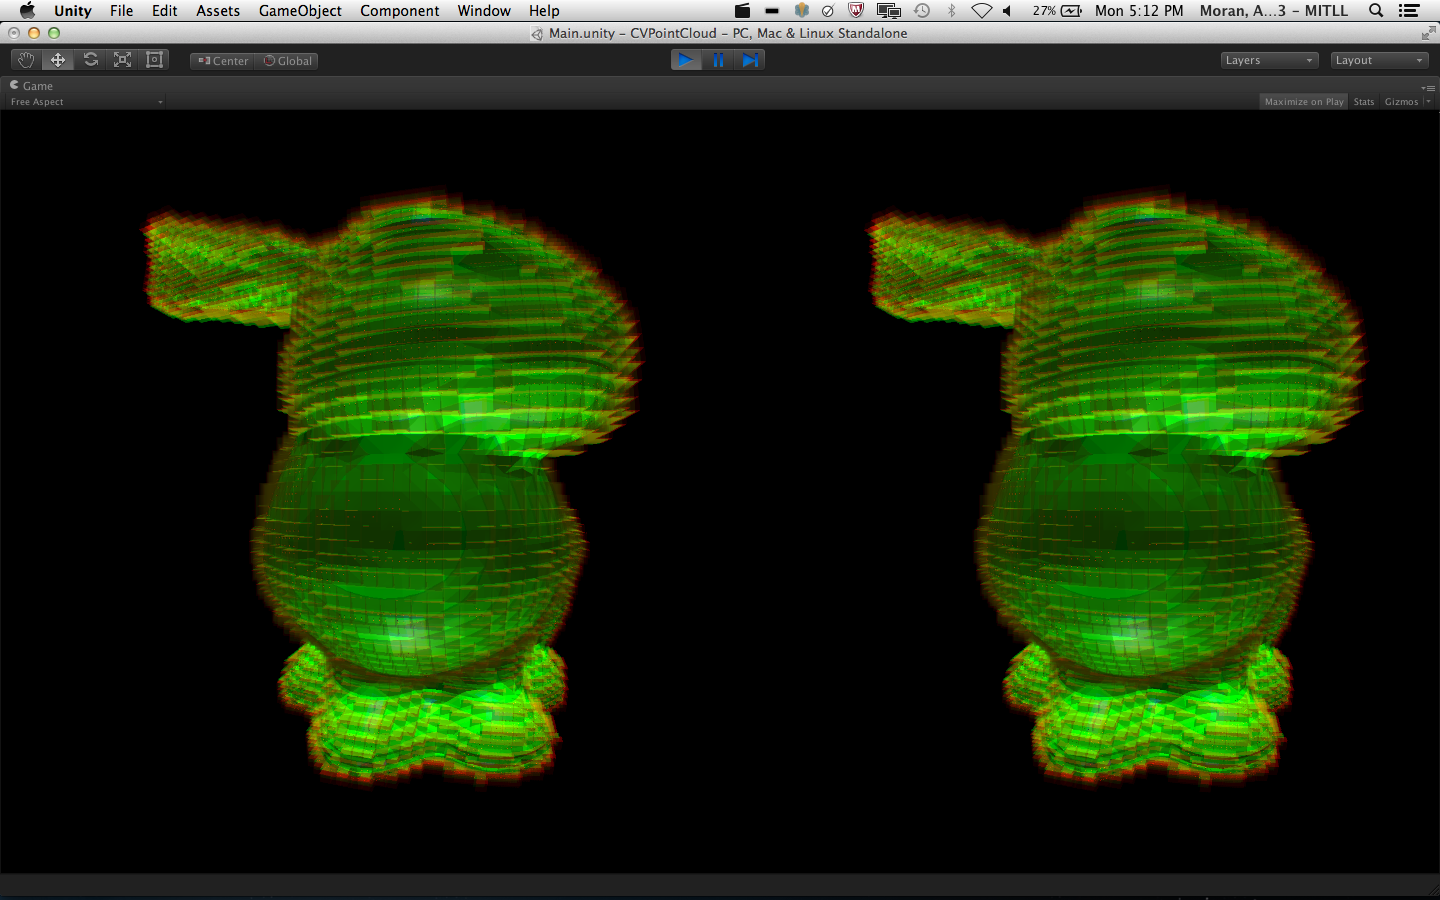 Unity File Edit Assets GameObject Component Window Help 27% Mon 5:12 PM Moran, A...3 – MITLL
Main.unity – CVPointCloud – PC, Mac & Linux Standalone
Center Global Layers Layout
Game
Free Aspect Maximize on Play Stats Gizmos